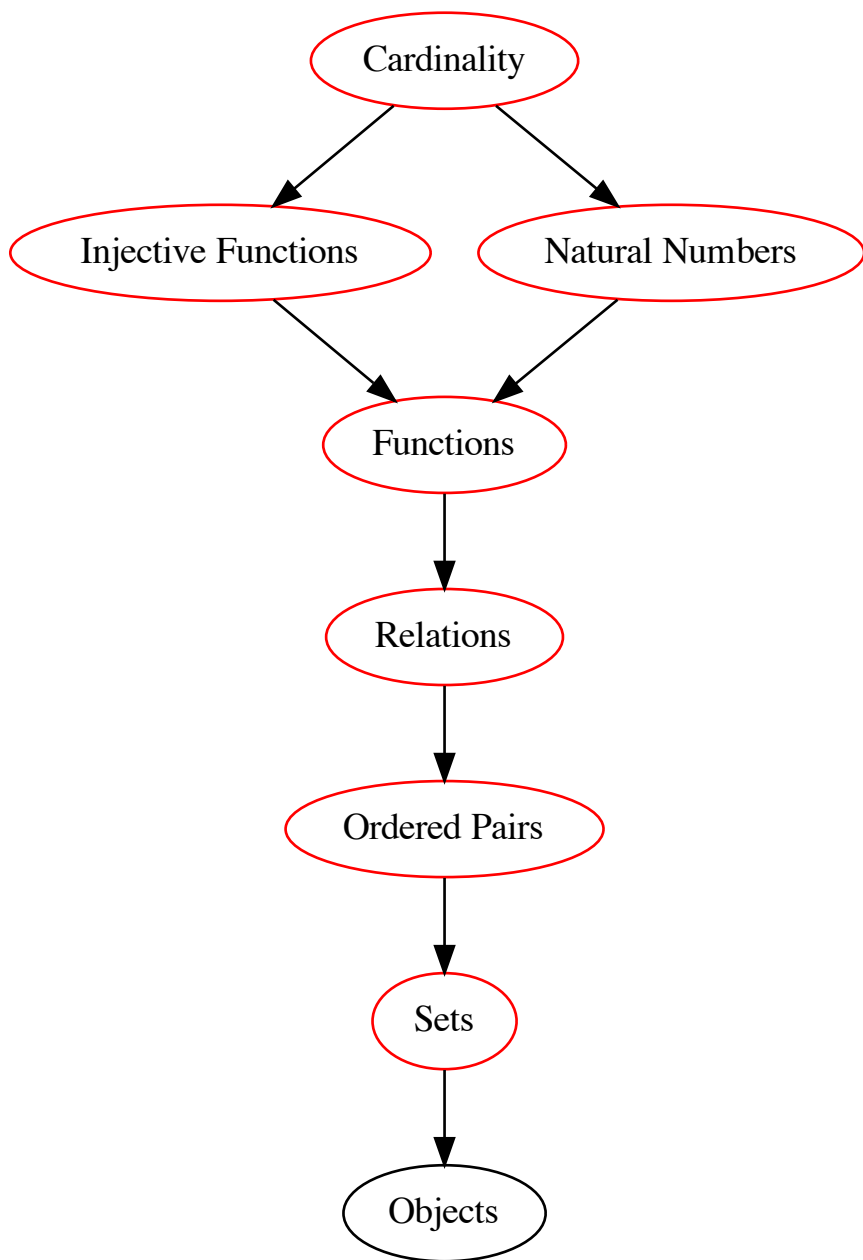 Cardinality
Injective Functions
Natural Numbers
Functions
Relations
Ordered Pairs
Sets
Objects